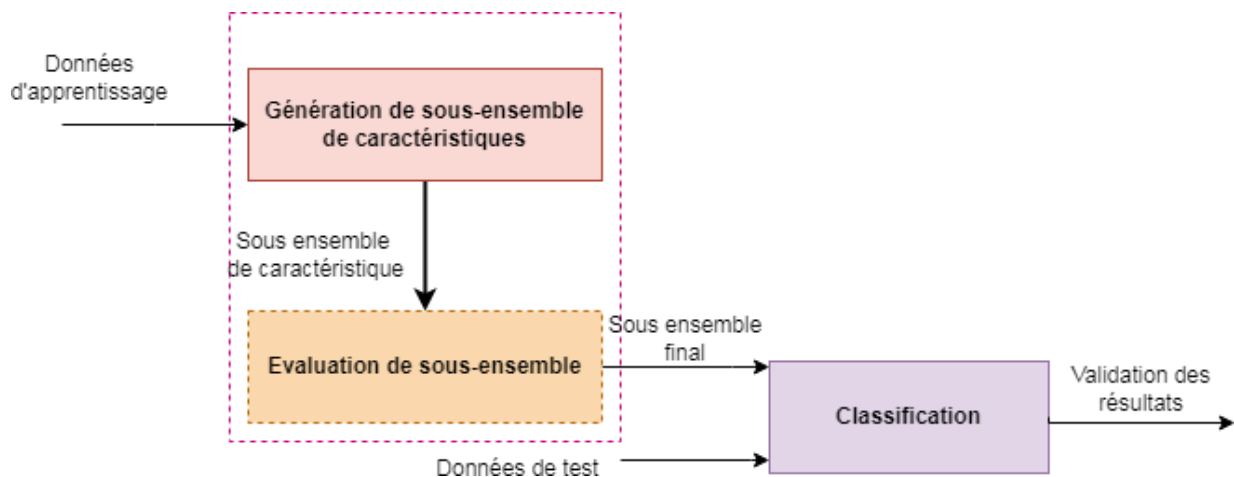 Données
d'apprentissage
Génération de sous-ensemble
de caractéristiques
Sous ensemble
de caractéristique
Evaluation de sous-ensemble
Sous ensemble
final
Données de test
Classification
Validation des
résultats